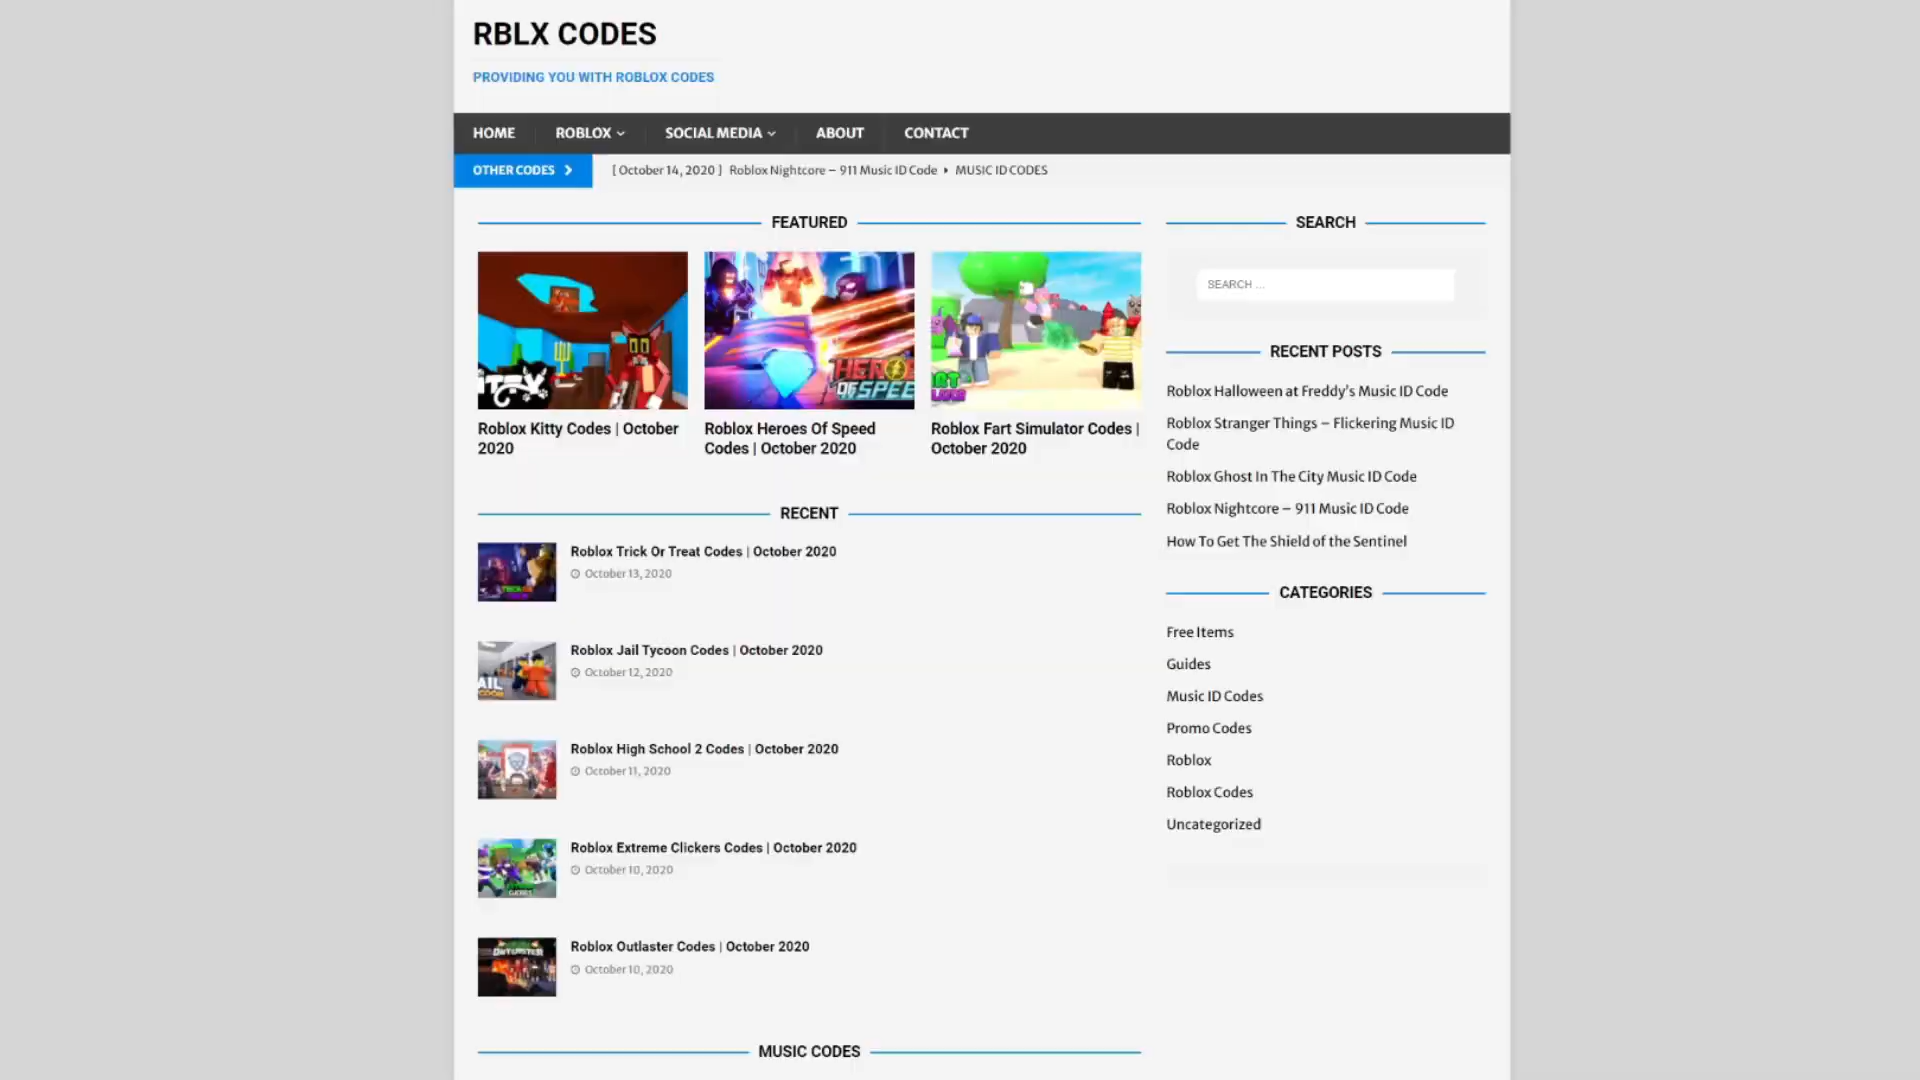 RBLX CODES
PROVIDING YOU WITH ROBLOX CODES
HOME ROBLOX SOCIAL MEDIA ABOUT CONTACT
OTHER CODES [ October 14, 2020 ] Roblox Nightcore – 911 Music ID Code ‣ MUSIC ID CODES
FEATURED
HEROES
OF SPEE
Roblox Kitty Codes | October
2020
Roblox Heroes Of Speed
Codes | October 2020
Roblox Fart Simulator Codes |
October 2020
RECENT
Roblox Trick Or Treat Codes | October 2020
October 13, 2020
Roblox Jail Tycoon Codes | October 2020
October 12, 2020
Roblox High School 2 Codes | October 2020
October 11, 2020
Roblox Extreme Clickers Codes | October 2020
October 10, 2020
Roblox Outlaster Codes | October 2020
October 10, 2020
MUSIC CODES
SEARCH
SEARCH ...
RECENT POSTS
Roblox Halloween at Freddy's Music ID Code
Roblox Stranger Things – Flickering Music ID
Code
Roblox Ghost In The City Music ID Code
Roblox Nightcore – 911 Music ID Code
How To Get The Shield of the Sentinel
CATEGORIES
Free Items
Guides
Music ID Codes
Promo Codes
Roblox
Roblox Codes
Uncategorized